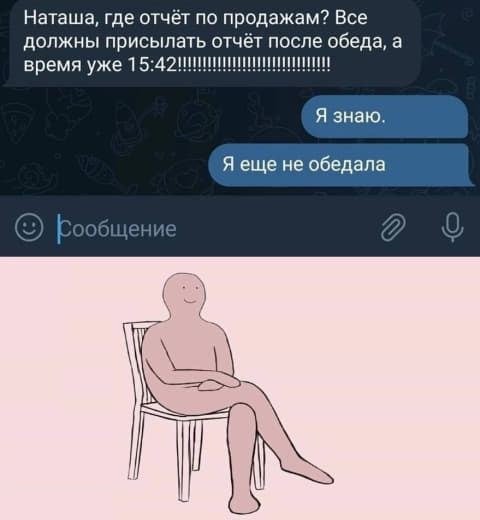 Наташа, где отчёт по продажам? Все
должны присылать отчёт после обеда, а
время уже 15:42!!!!!!!!!!!!!!!!!!!!!!!!!!!!!!!
Я знаю.
Я еще не обедала
Сообщение